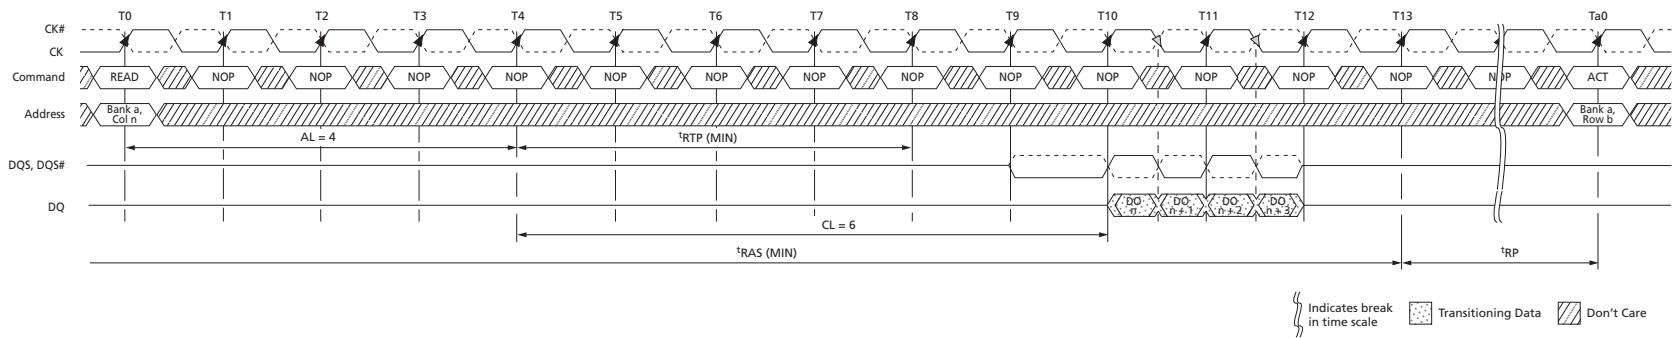 T0 T1 T2 T3 T4 T5 T6 T7 T8 T9 T10 T11 T12 T13 Ta0
CK#
CK
Command READ NOP NOP NOP NOP NOP NOP NOP NOP NOP NOP NOP NOP NOP NOP ACT
Address Bank a, Col n Bank a, Row b
AL = 4 tRTP (MIN)
DQS, DQS#
DQ DO n DO n + 1 DO n + 2 DO n + 3
CL = 6
tRAS (MIN) tRP
Indicates break
in time scale
Transitioning Data
Don't Care